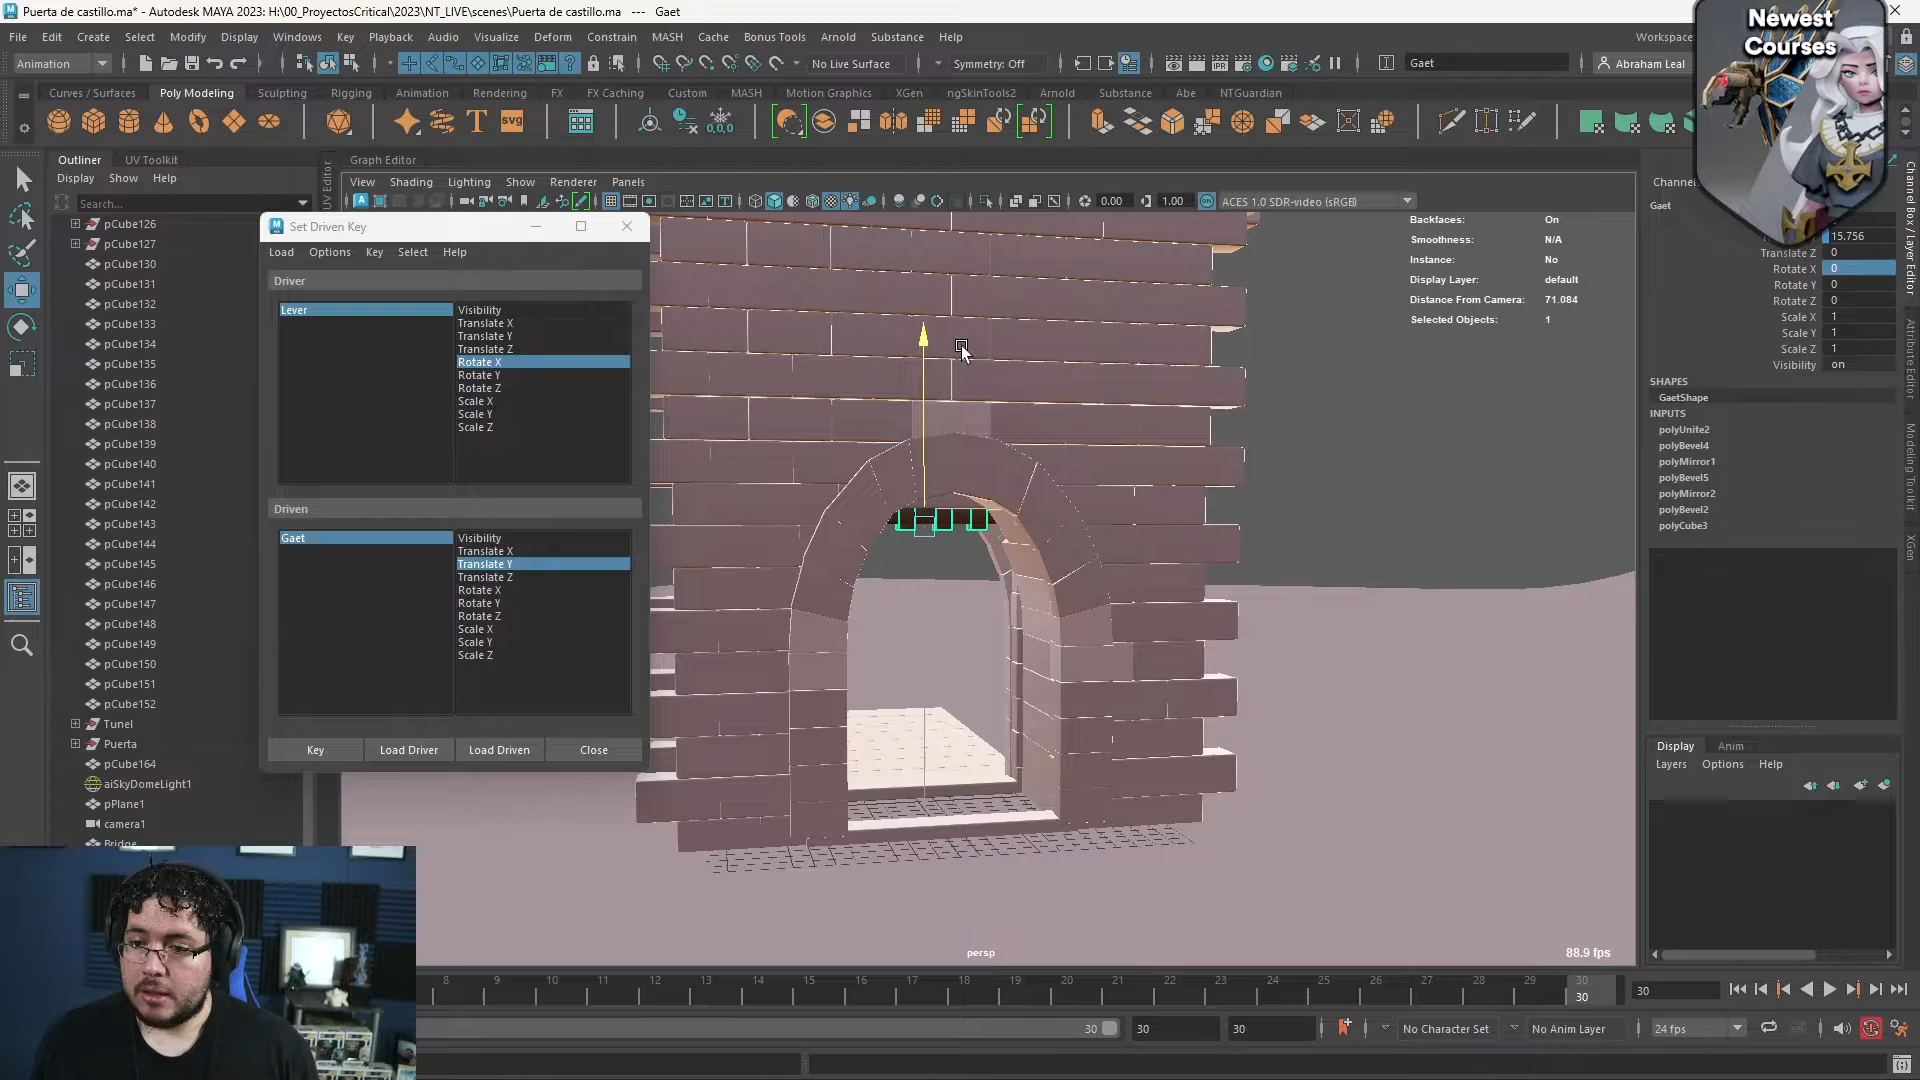 Puerta de castillo.ma* - Autodesk MAYA 2023: H:\00_ProyectosCritical\2023\NT_LIVE\scenes\Puerta de castillo.ma --- Gaet
Newest Courses
File Edit Create Select Modify Display Windows Key Playback Audio Visualize Deform Constrain MASH Cache Bonus Tools Arnold Substance Help
Workspace:
Animation
No Live Surface
Symmetry: Off
IPR
Gaet
Abraham Leal
Curves / Surfaces Poly Modeling Sculpting Rigging Animation Rendering FX FX Caching Custom MASH Motion Graphics XGen ngSkinTools2 Arnold Substance Abe NTGuardian
svg
0,0,0
Outliner
UV Toolkit
Display Show Help
Search...
pCube126
pCube127
pCube130
pCube131
pCube132
pCube133
pCube134
pCube135
pCube136
pCube137
pCube138
pCube139
pCube140
pCube141
pCube142
pCube143
pCube144
pCube145
pCube146
pCube147
pCube148
pCube149
pCube150
pCube151
pCube152
Tunel
Puerta
pCube164
aiSkyDomeLight1
pPlane1
camera1
Bridge
UV Editor
Graph Editor
View Shading Lighting Show Renderer Panels
0.00
1.00
ACES 1.0 SDR-video (sRGB)
Set Driven Key
Load Options Key Select Help
Driver
Lever
Visibility
Translate X
Translate Y
Translate Z
Rotate X
Rotate Y
Rotate Z
Scale X
Scale Y
Scale Z
Driven
Gaet
Visibility
Translate X
Translate Y
Translate Z
Rotate X
Rotate Y
Rotate Z
Scale X
Scale Y
Scale Z
Key
Load Driver
Load Driven
Close
Backfaces: On
Smoothness: N/A
Instance: No
Display Layer: default
Distance From Camera: 71.084
Selected Objects: 1
persp
88.9 fps
Gaet
15.756
Translate Z 0
Rotate X 0
Rotate Y 0
Rotate Z 0
Scale X 1
Scale Y 1
Scale Z 1
Visibility on
SHAPES
GaetShape
INPUTS
polyUnite2
polyBevel4
polyMirror1
polyBevel5
polyMirror2
polyBevel2
polyCube3
Display Anim
Layers Options Help
Channel Box / Layer Editor
Attribute Editor
Modeling Toolkit
XGen
8 9 10 11 12 13 14 15 16 17 18 19 20 21 22 23 24 25 26 27 28 29 30
30
30
30
30
30
No Character Set
No Anim Layer
24 fps